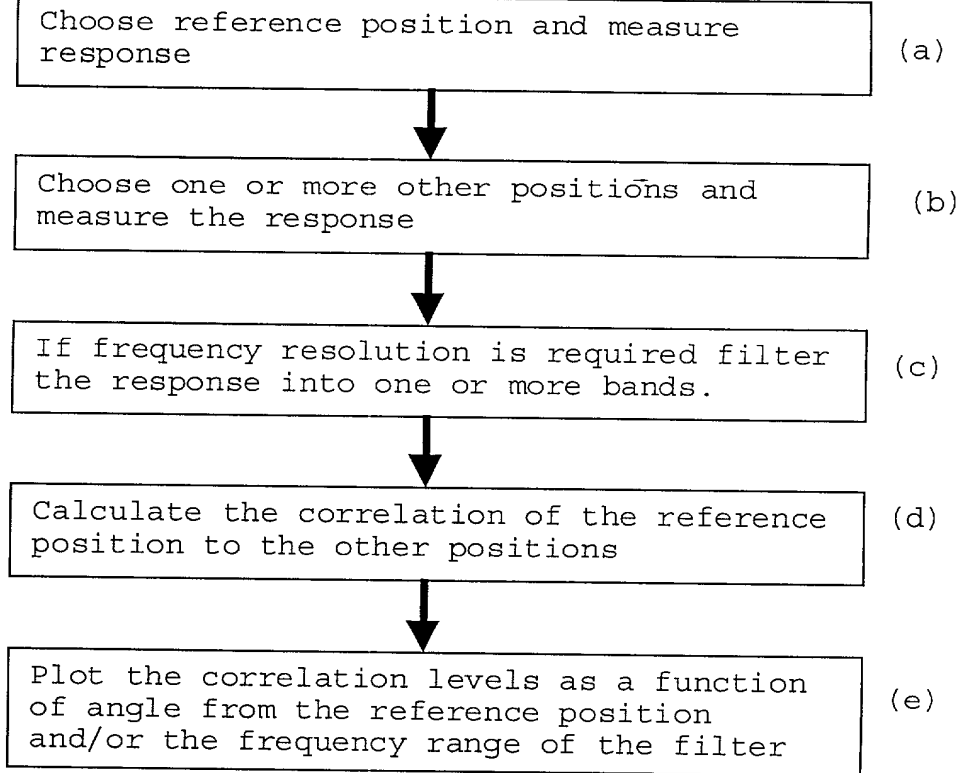 Choose reference position and measure
response
(a)
Choose one or more other positions and
measure the response
(b)
If frequency resolution is required filter
the response into one or more bands.
(c)
Calculate the correlation of the reference
position to the other positions
(d)
Plot the correlation levels as a function
of angle from the reference position
and/or the frequency range of the filter
(e)